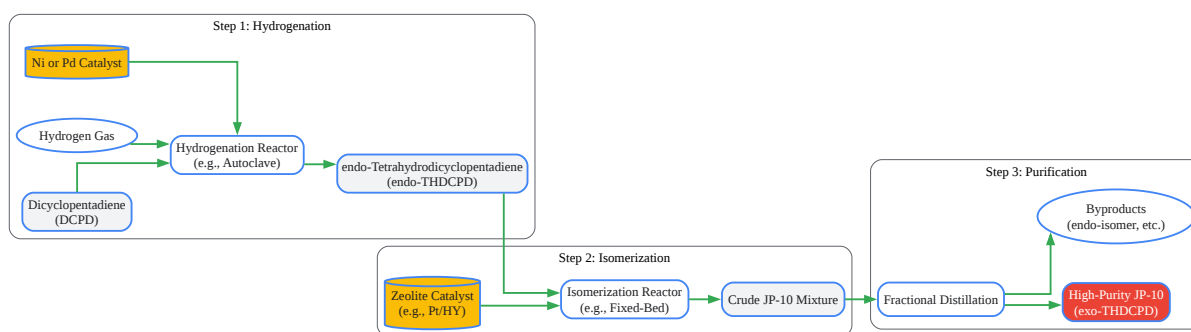 Step 1: Hydrogenation
Ni or Pd Catalyst
Hydrogen Gas
Hydrogenation Reactor
(e.g., Autoclave)
endo-Tetrahydrodicyclopentadiene
(endo-THDCPD)
Dicyclopentadiene
(DCPD)
Step 2: Isomerization
Zeolite Catalyst
(e.g., Pt/HY)
Isomerization Reactor
(e.g., Fixed-Bed)
Crude JP-10 Mixture
Step 3: Purification
Byproducts
(endo-isomer, etc.)
Fractional Distillation
High-Purity JP-10
(exo-THDCPD)